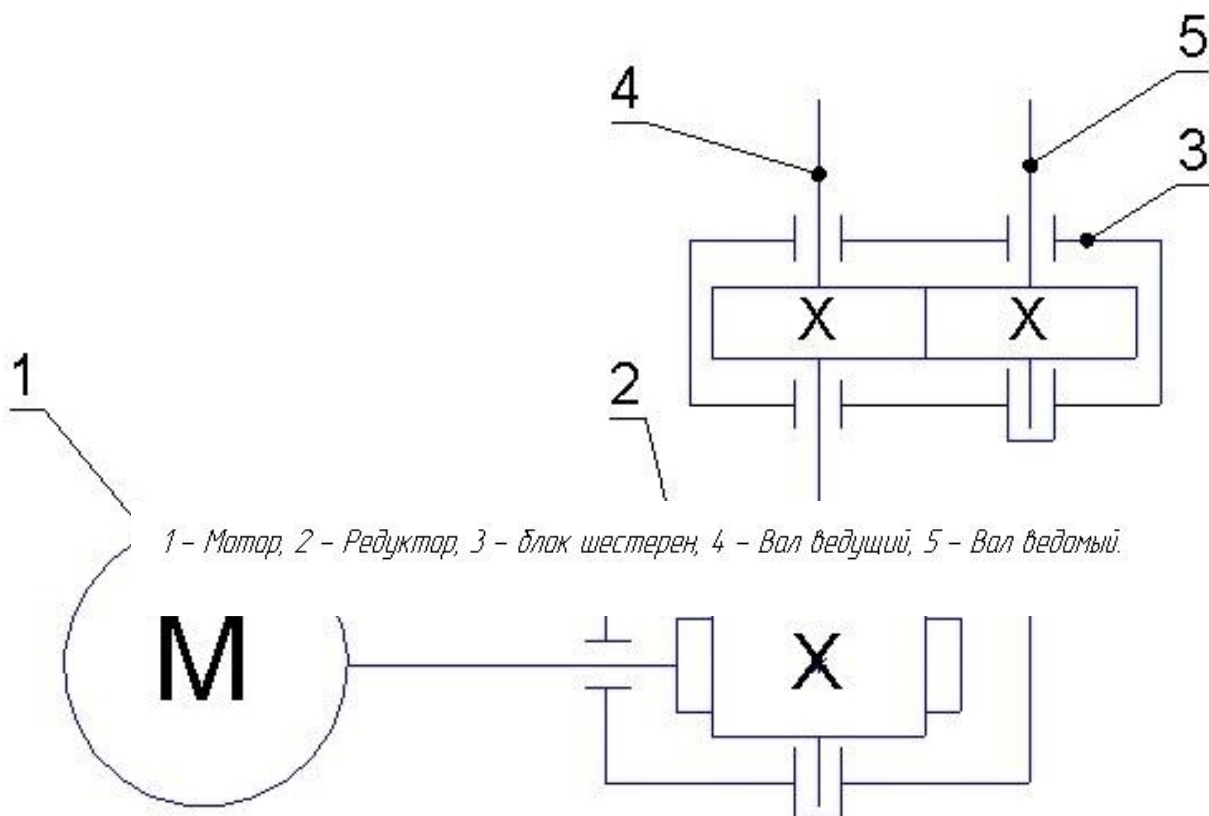 5
4
3
1
2
1 – Мотор, 2 – Редуктор, 3 – блок шестерен, 4 – Вал ведущий, 5 – Вал ведомый.
X X
М
X